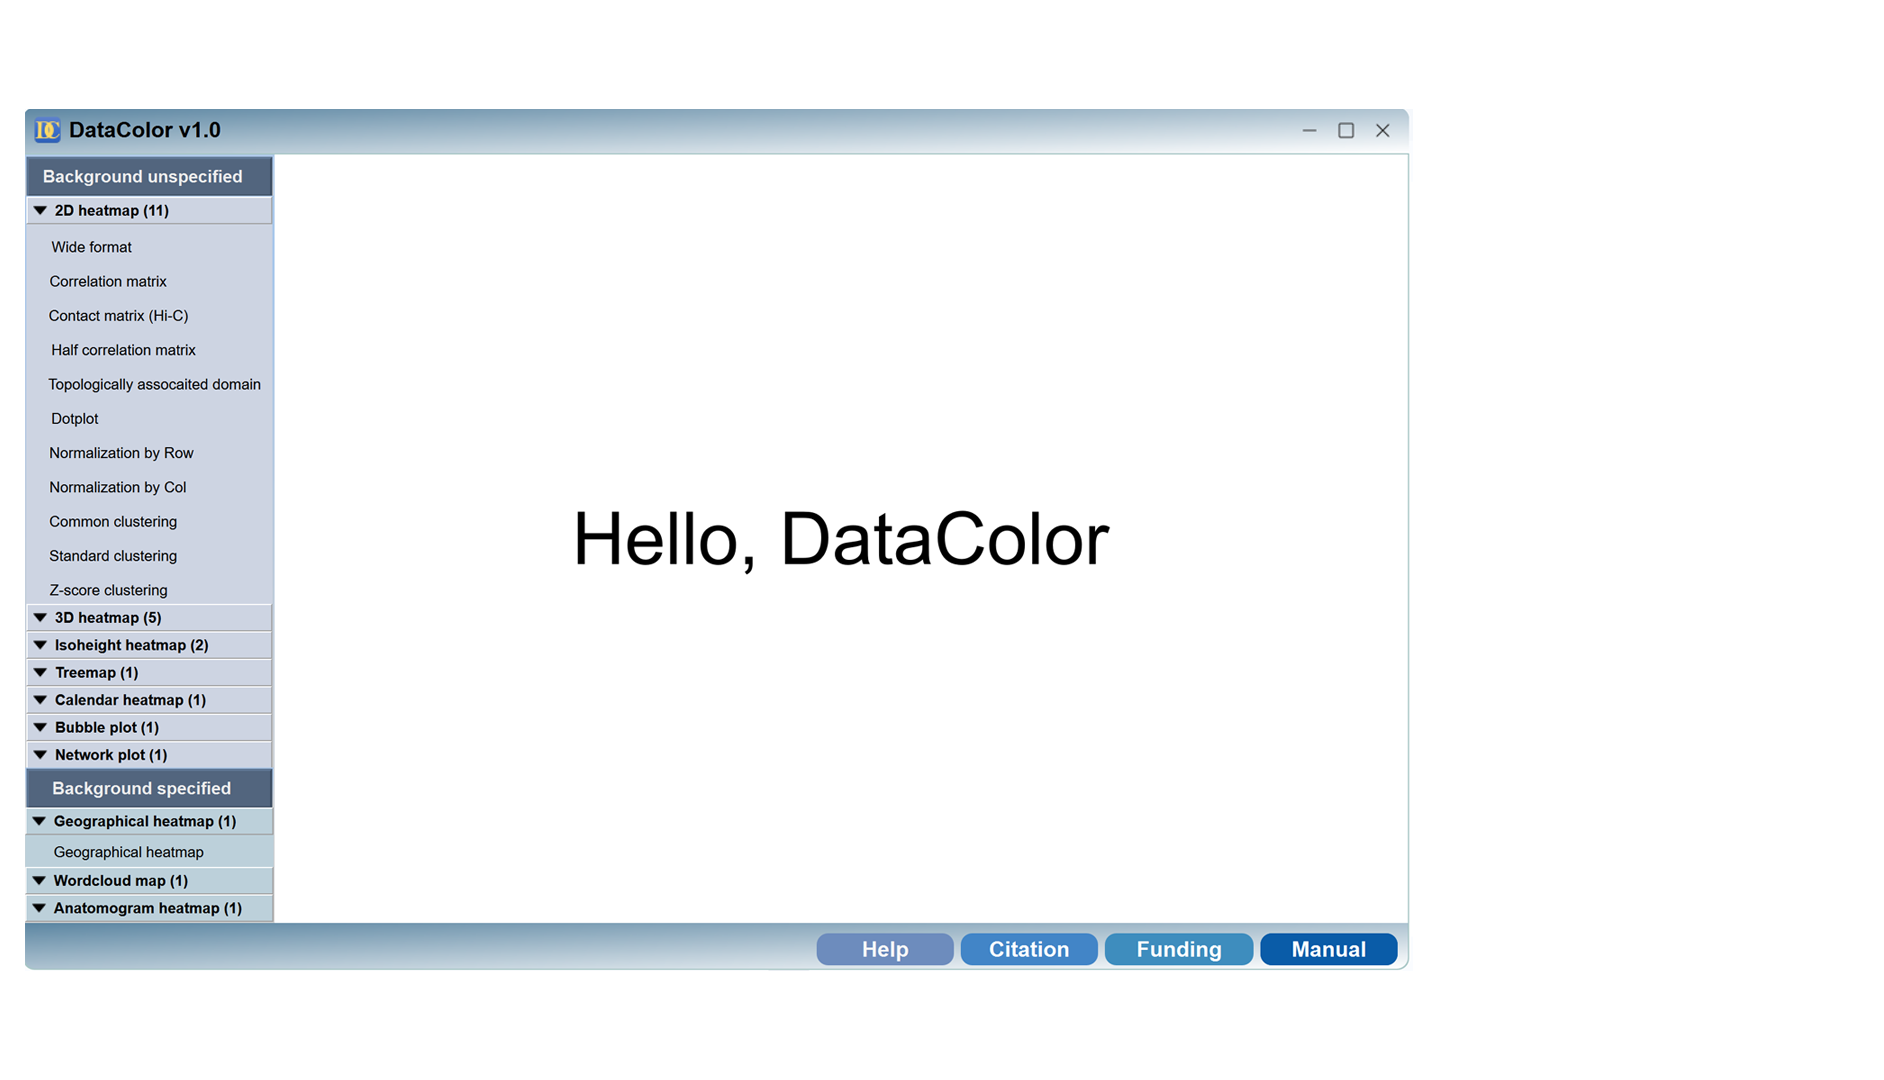 DC DataColor v1.0
Background unspecified
2D heatmap (11)
Wide format
Correlation matrix
Contact matrix (Hi-C)
Half correlation matrix
Topologically assocaited domain
Dotplot
Normalization by Row
Normalization by Col
Common clustering
Standard clustering
Z-score clustering
3D heatmap (5)
Isoheight heatmap (2)
Treemap (1)
Calendar heatmap (1)
Bubble plot (1)
Network plot (1)
Background specified
Geographical heatmap (1)
Geographical heatmap
Wordcloud map (1)
Anatomogram heatmap (1)
Hello, DataColor
Help Citation Funding Manual